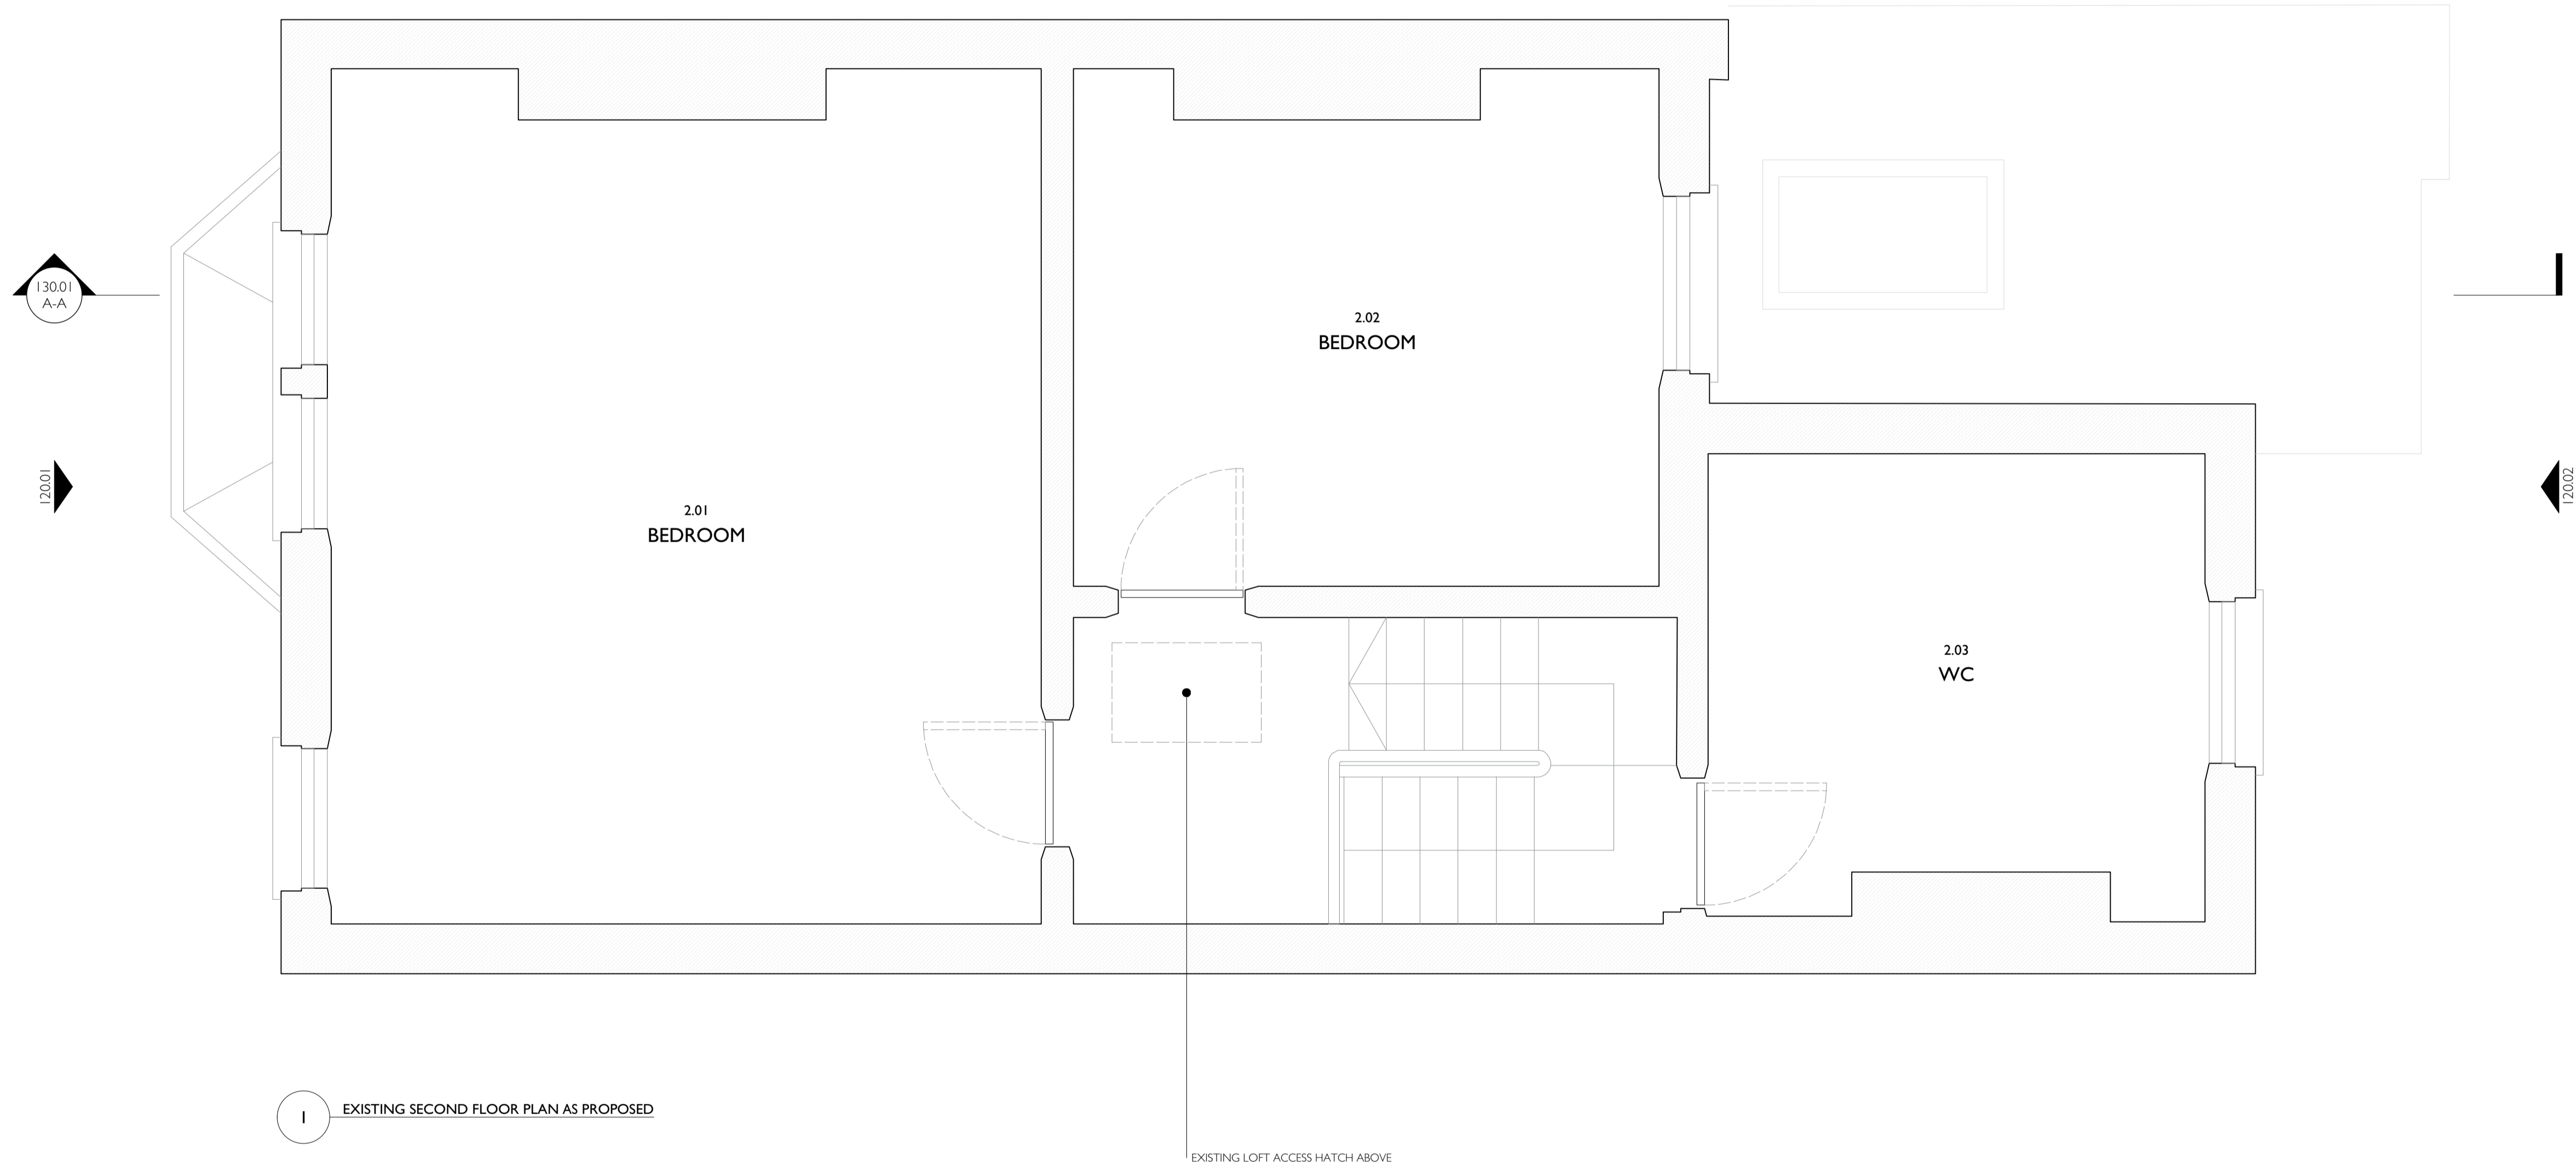 130.01
A-A
2.02
BEDROOM
120.01
120.02
2.01
BEDROOM
2.03
WC
1
EXISTING SECOND FLOOR PLAN AS PROPOSED
EXISTING LOFT ACCESS HATCH ABOVE